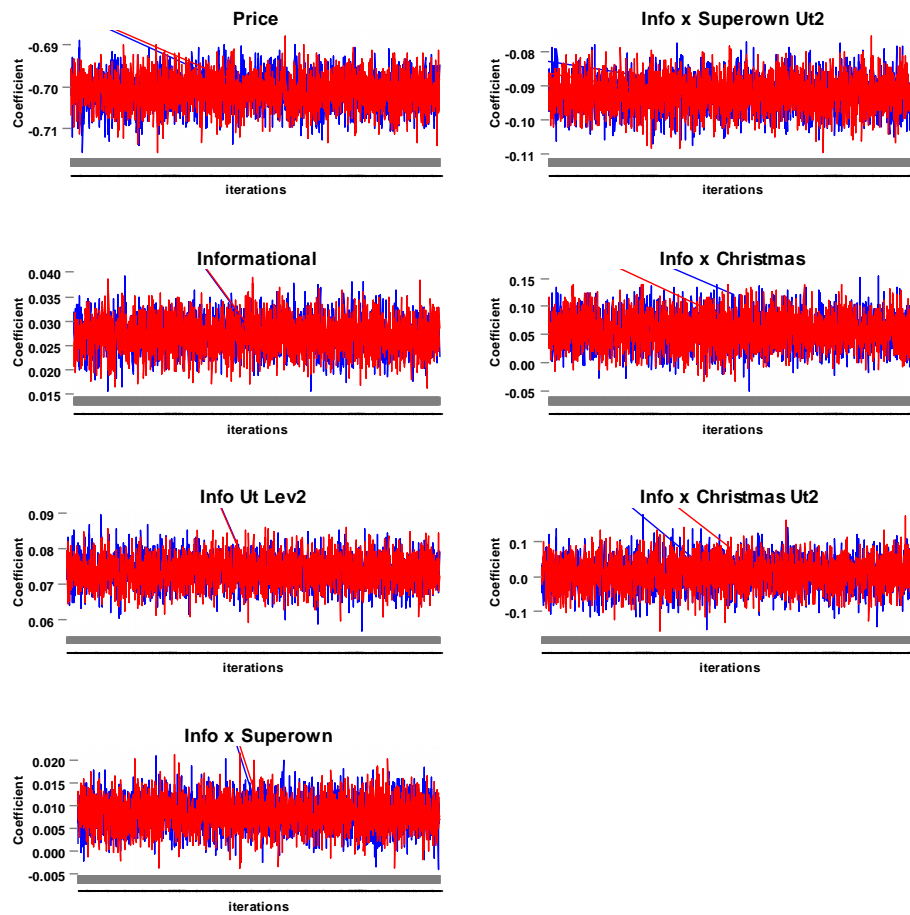 Price
Coefficient
-0.69
-0.70
-0.71
iterations
Info x Superown Ut2
Coefficient
-0.08
-0.09
-0.10
-0.11
iterations
Informational
Coefficient
0.040
0.035
0.030
0.025
0.020
0.015
iterations
Info x Christmas
Coefficient
0.15
0.10
0.05
0.00
-0.05
iterations
Info Ut Lev2
Coefficient
0.09
0.08
0.07
0.06
iterations
Info x Christmas Ut2
Coefficient
0.1
0.0
-0.1
iterations
Info x Superown
Coefficient
0.020
0.015
0.010
0.005
0.000
-0.005
iterations